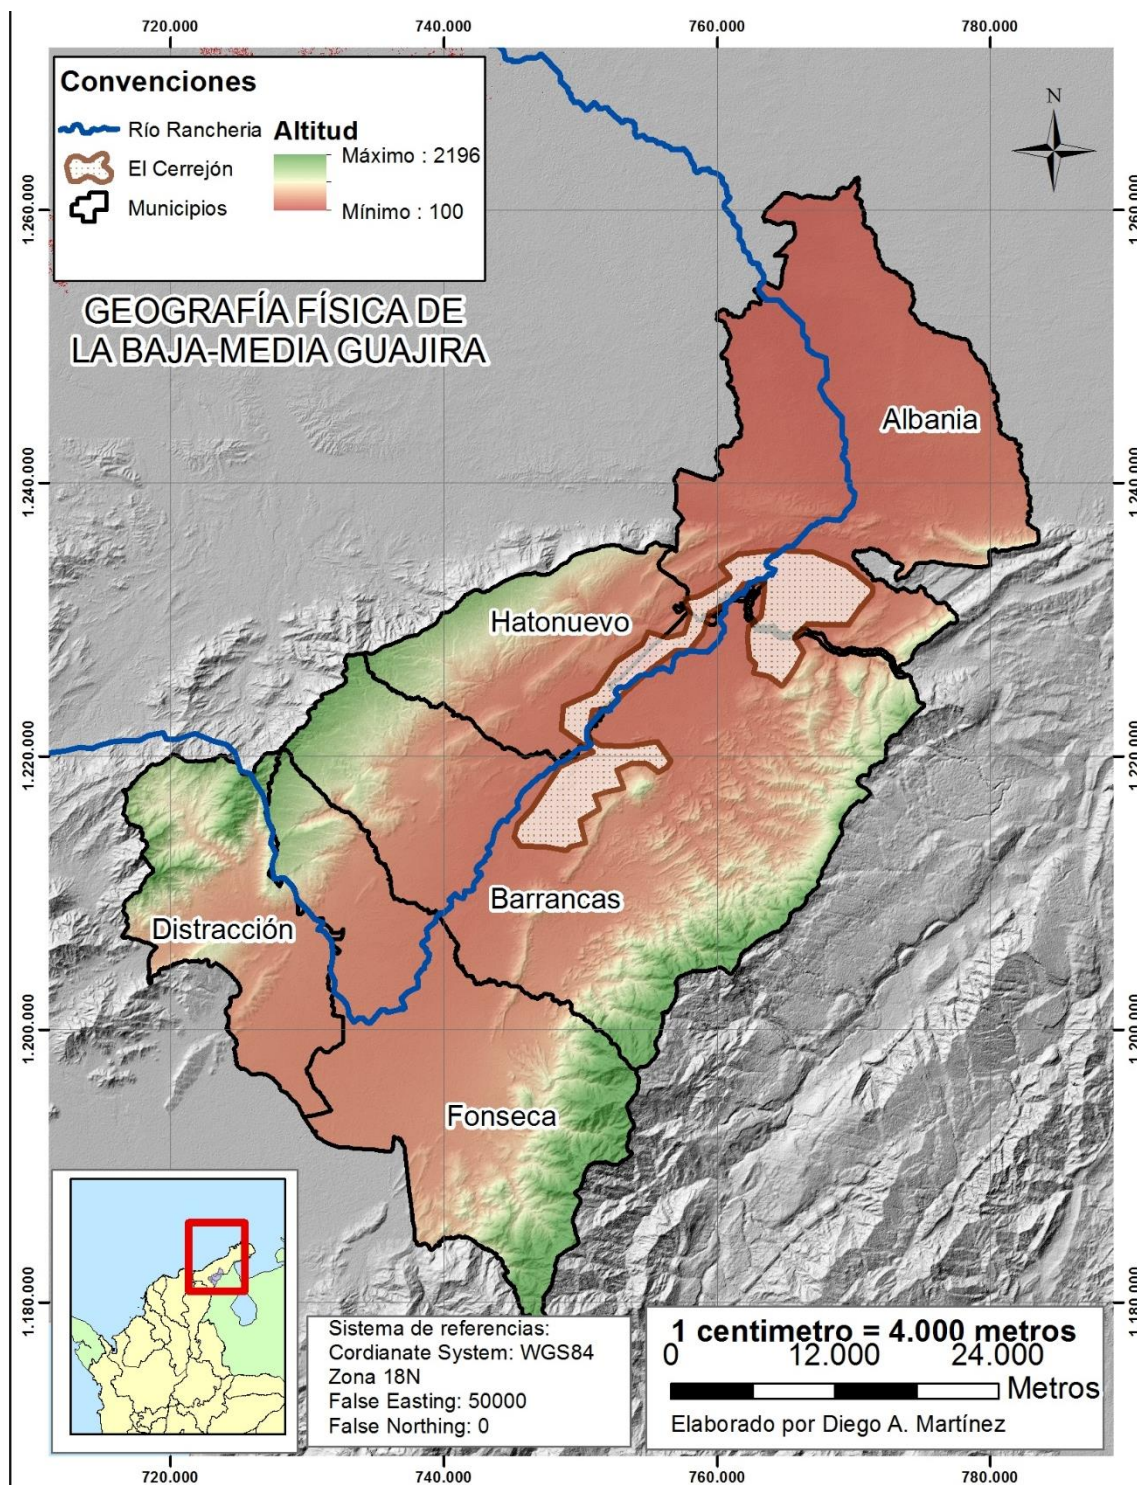 720.000 740.000 760.000 780.000
Convenciones
Río Rancheria
El Cerrejón
Municipios
Altitud
Máximo : 2196
Mínimo : 100
N
1.260.000 1.260.000
GEOGRAFÍA FÍSICA DE
LA BAJA-MEDIA GUAJIRA
Albania
1.240.000 1.240.000
Hatonuevo
1.220.000 1.220.000
Barrancas
Distracción
1.200.000 1.200.000
Fonseca
1.180.000 1.180.000
Sistema de referencias:
Cordianate System: WGS84
Zona 18N
False Easting: 50000
False Northing: 0
1 centimetro = 4.000 metros
0 12.000 24.000
Metros
Elaborado por Diego A. Martínez
720.000 740.000 760.000 780.000